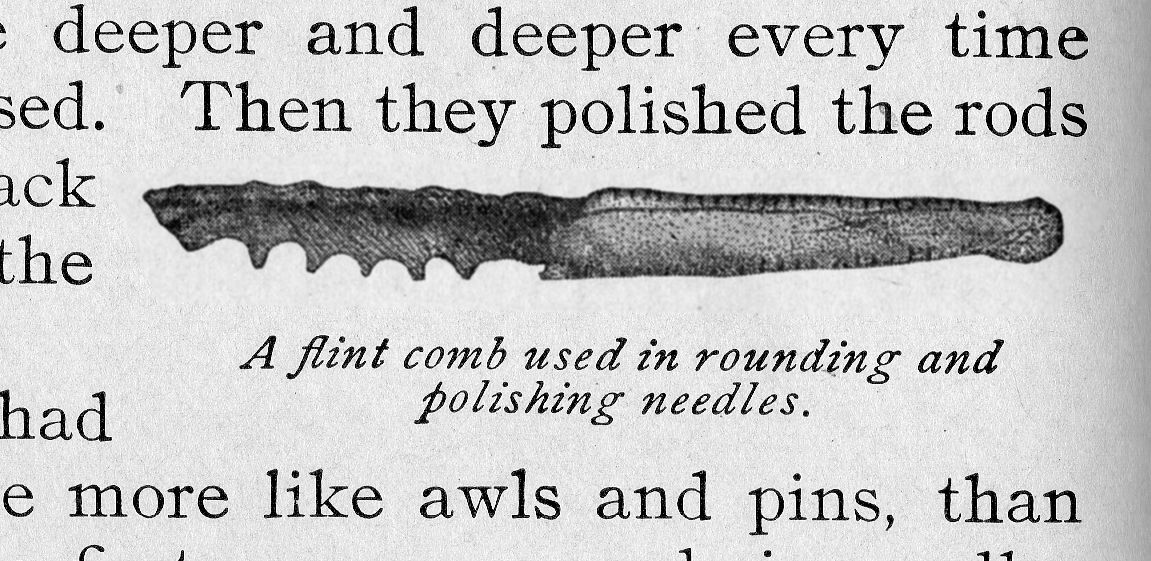 deeper and deeper every time
sed. Then they polished the rods
ack
the
A flint comb used in rounding and
polishing needles.
had
e more like awls and pins, than